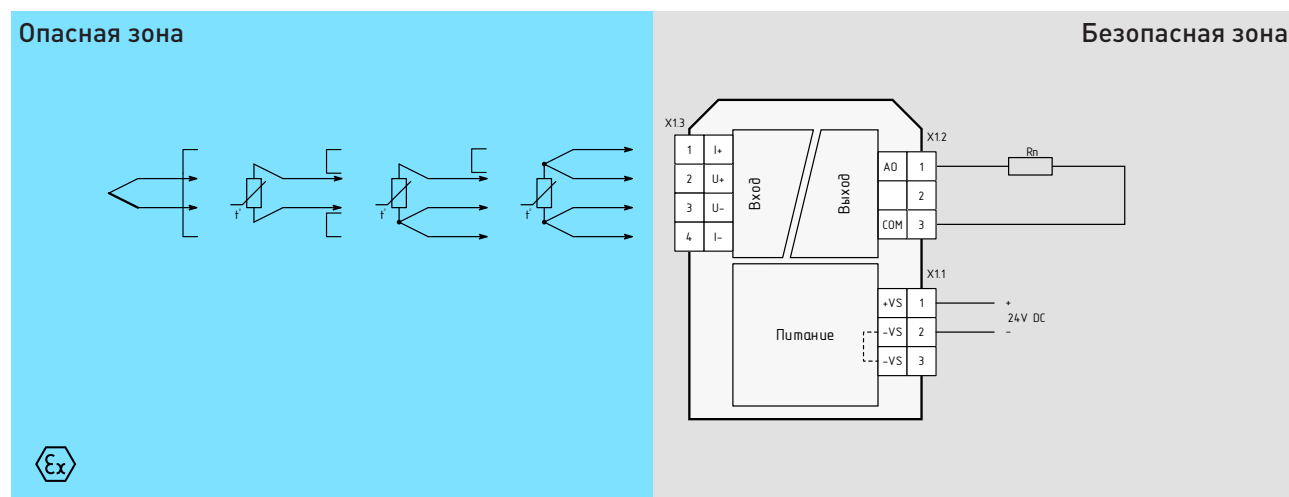 Опасная зона
Безопасная зона
X1.3
1 I+
2 U+
3 U-
4 I-
Вход
Выход
X1.2
AO 1
2
COM 3
Rn
t°
t°
t°
X1.1
+VS 1
-VS 2
-VS 3
Питание
+
24V DC
-
Ex